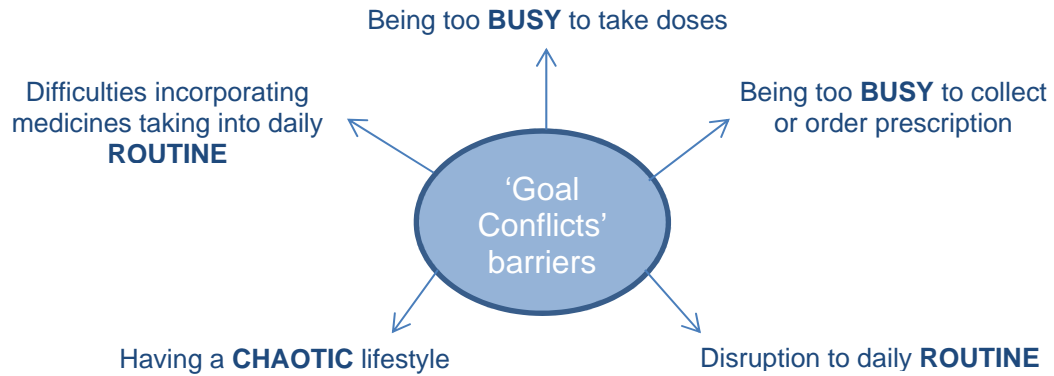 Being too BUSY to take doses
Difficulties incorporating
medicines taking into daily
ROUTINE
Being too BUSY to collect
or order prescription
‘Goal
Conflicts’
barriers
Having a CHAOTIC lifestyle
Disruption to daily ROUTINE